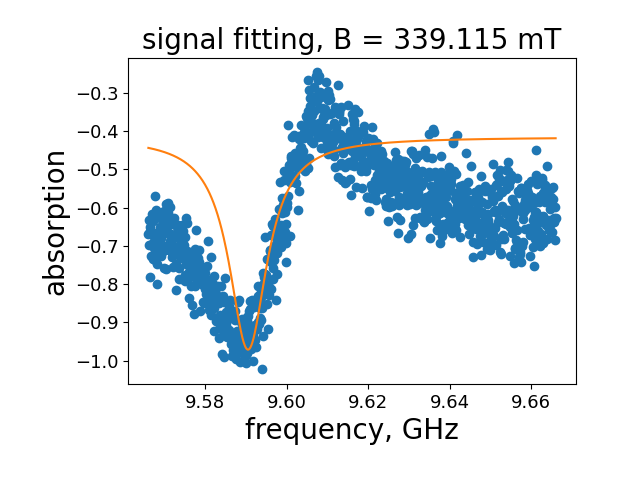 signal fitting, B = 339.115 mT
−0.3
−0.4
−0.5
−0.6
−0.7
−0.8
−0.9
−1.0
absorption
9.58 9.60 9.62 9.64 9.66
frequency, GHz